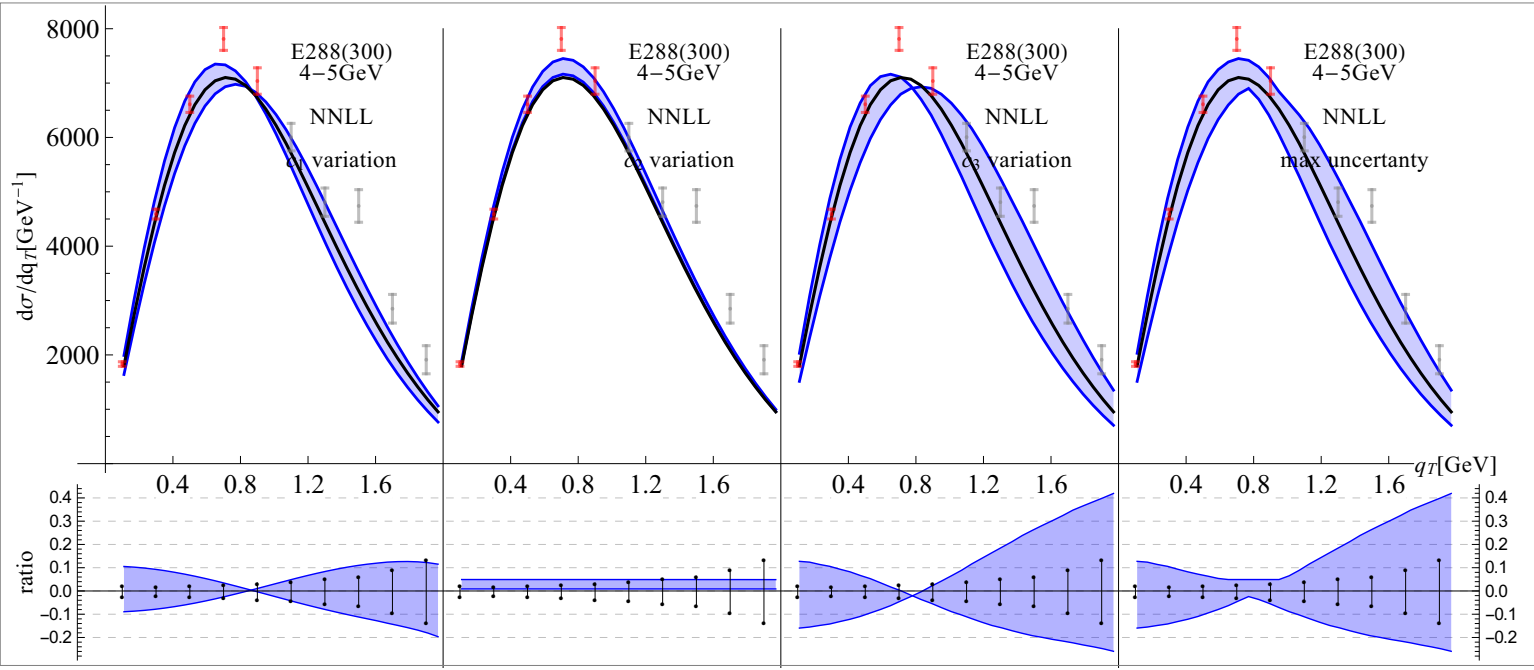 8000
6000
4000
2000
dσ/dq_T[GeV⁻¹]
E288(300)
4−5GeV
NNLL
c₁ variation
E288(300)
4−5GeV
NNLL
c₂ variation
E288(300)
4−5GeV
NNLL
c₃ variation
E288(300)
4−5GeV
NNLL
max uncertanty
q_T[GeV]
0.4 0.8 1.2 1.6
0.4 0.8 1.2 1.6
0.4 0.8 1.2 1.6
0.4 0.8 1.2 1.6
ratio
0.4
0.3
0.2
0.1
0.0
−0.1
−0.2
0.4
0.3
0.2
0.1
0.0
-0.1
-0.2